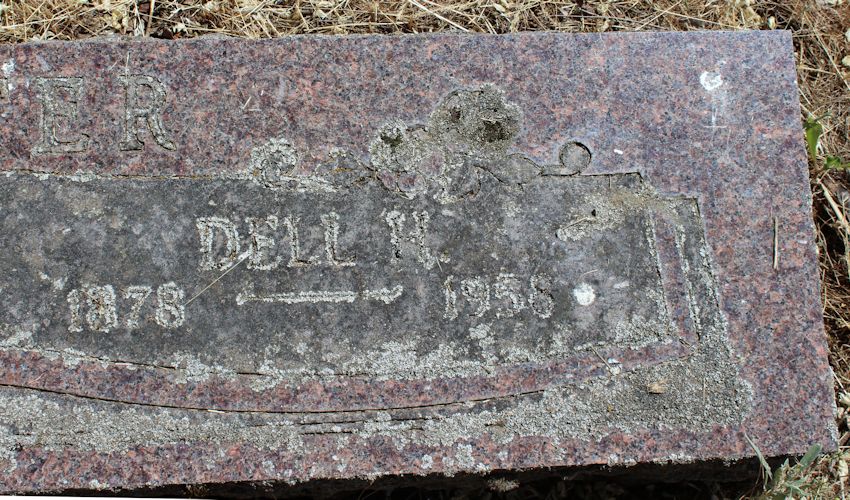 ER
DELL H.
1878 — 1956